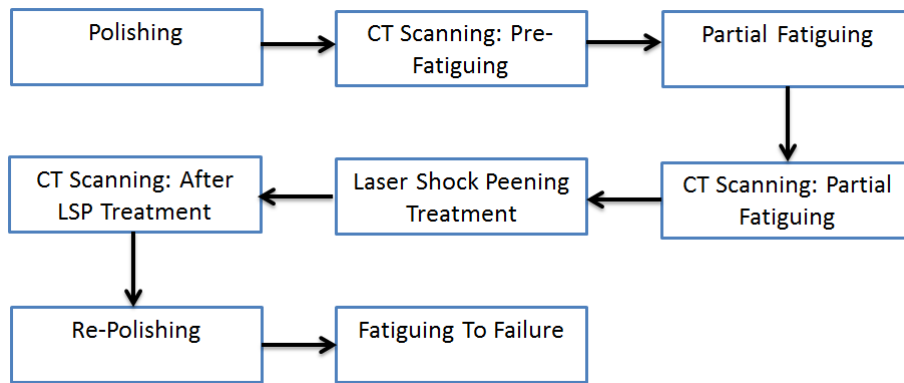 Polishing
CT Scanning: Pre-
Fatiguing
Partial Fatiguing
CT Scanning: After
LSP Treatment
Laser Shock Peening
Treatment
CT Scanning: Partial
Fatiguing
Re-Polishing
Fatiguing To Failure